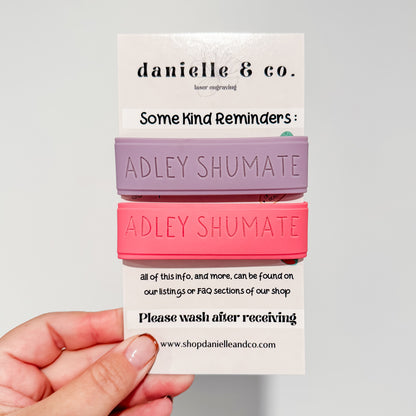 danielle & co.
laser engraving
Some Kind Reminders:
ADLEY SHUMATE
ADLEY SHUMATE
all of this info, and more, can be found on
our listings or FAQ sections of our shop
Please wash after receiving
www.shopdanielleandco.com